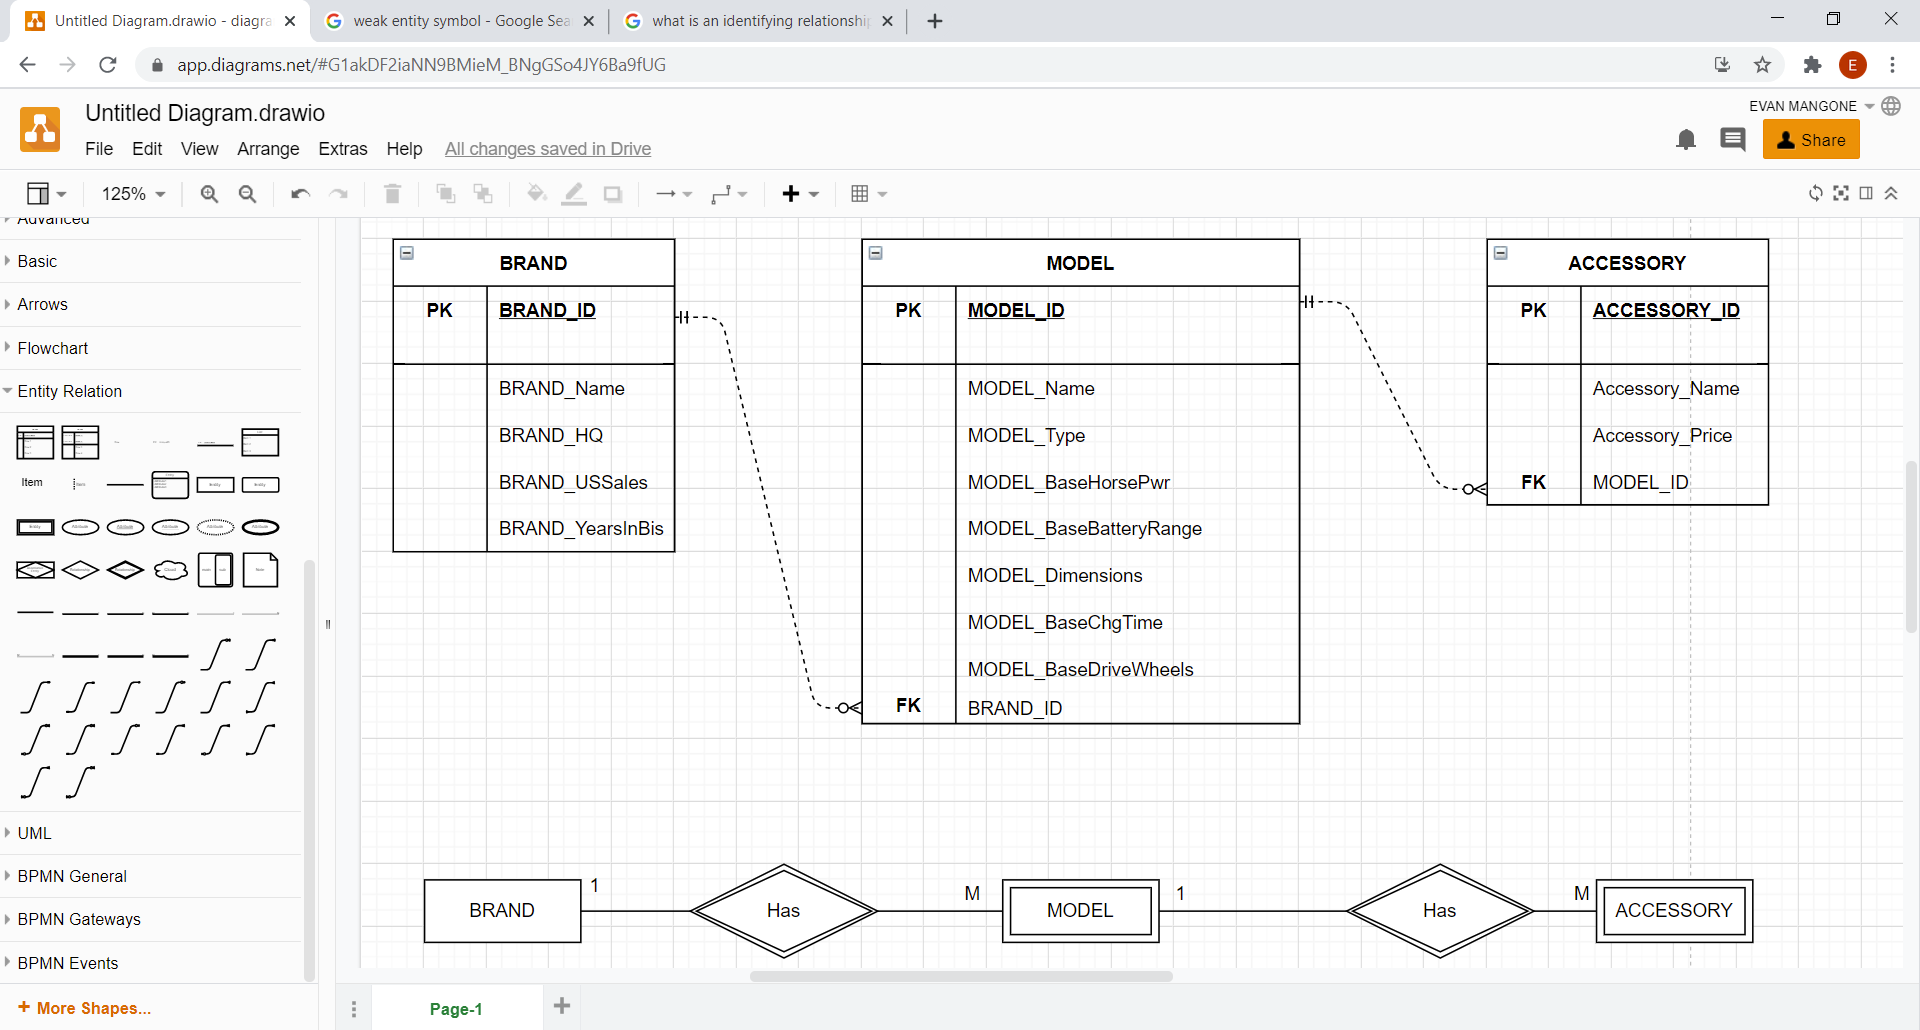 Untitled Diagram.drawio - diagra
weak entity symbol - Google Sea
what is an identifying relationship
app.diagrams.net/#G1akDF2iaNN9BMieM_BNgGSo4JY6Ba9fUG
E
Untitled Diagram.drawio
EVAN MANGONE
File Edit View Arrange Extras Help All changes saved in Drive
Share
125%
Advanced
Basic
Arrows
Flowchart
Entity Relation
Item
UML
BPMN General
BPMN Gateways
BPMN Events
+ More Shapes...
BRAND
PK BRAND_ID
BRAND_Name
BRAND_HQ
BRAND_USSales
BRAND_YearsInBis
MODEL
PK MODEL_ID
MODEL_Name
MODEL_Type
MODEL_BaseHorsePwr
MODEL_BaseBatteryRange
MODEL_Dimensions
MODEL_BaseChgTime
MODEL_BaseDriveWheels
FK BRAND_ID
ACCESSORY
PK ACCESSORY_ID
Accessory_Name
Accessory_Price
FK MODEL_ID
BRAND 1 Has M MODEL 1 Has M ACCESSORY
Page-1